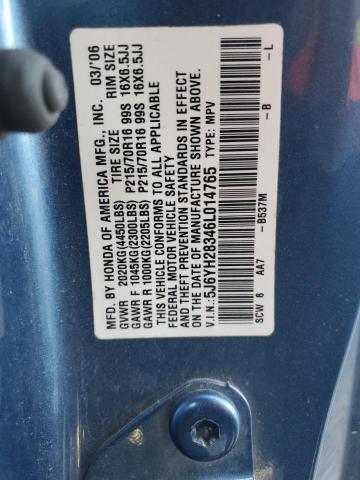 MFD. BY HONDA OF AMERICA MFG., INC. 03/'06
TIRE SIZE RIM SIZE
GVWR 2020KG(4450LBS)
GAWR F 1045KG(2300LBS) P215/70R16 99S 16X6.5JJ
GAWR R 1000KG(2205LBS) P215/70R16 99S 16X6.5JJ
THIS VEHICLE CONFORMS TO ALL APPLICABLE
FEDERAL MOTOR VEHICLE SAFETY
AND THEFT PREVENTION STANDARDS IN EFFECT
ON THE DATE OF MANUFACTURE SHOWN ABOVE.
V.I.N.: 5J6YH28346L014765 TYPE: MPV
SCW 6 AA7 -B537M -B -L